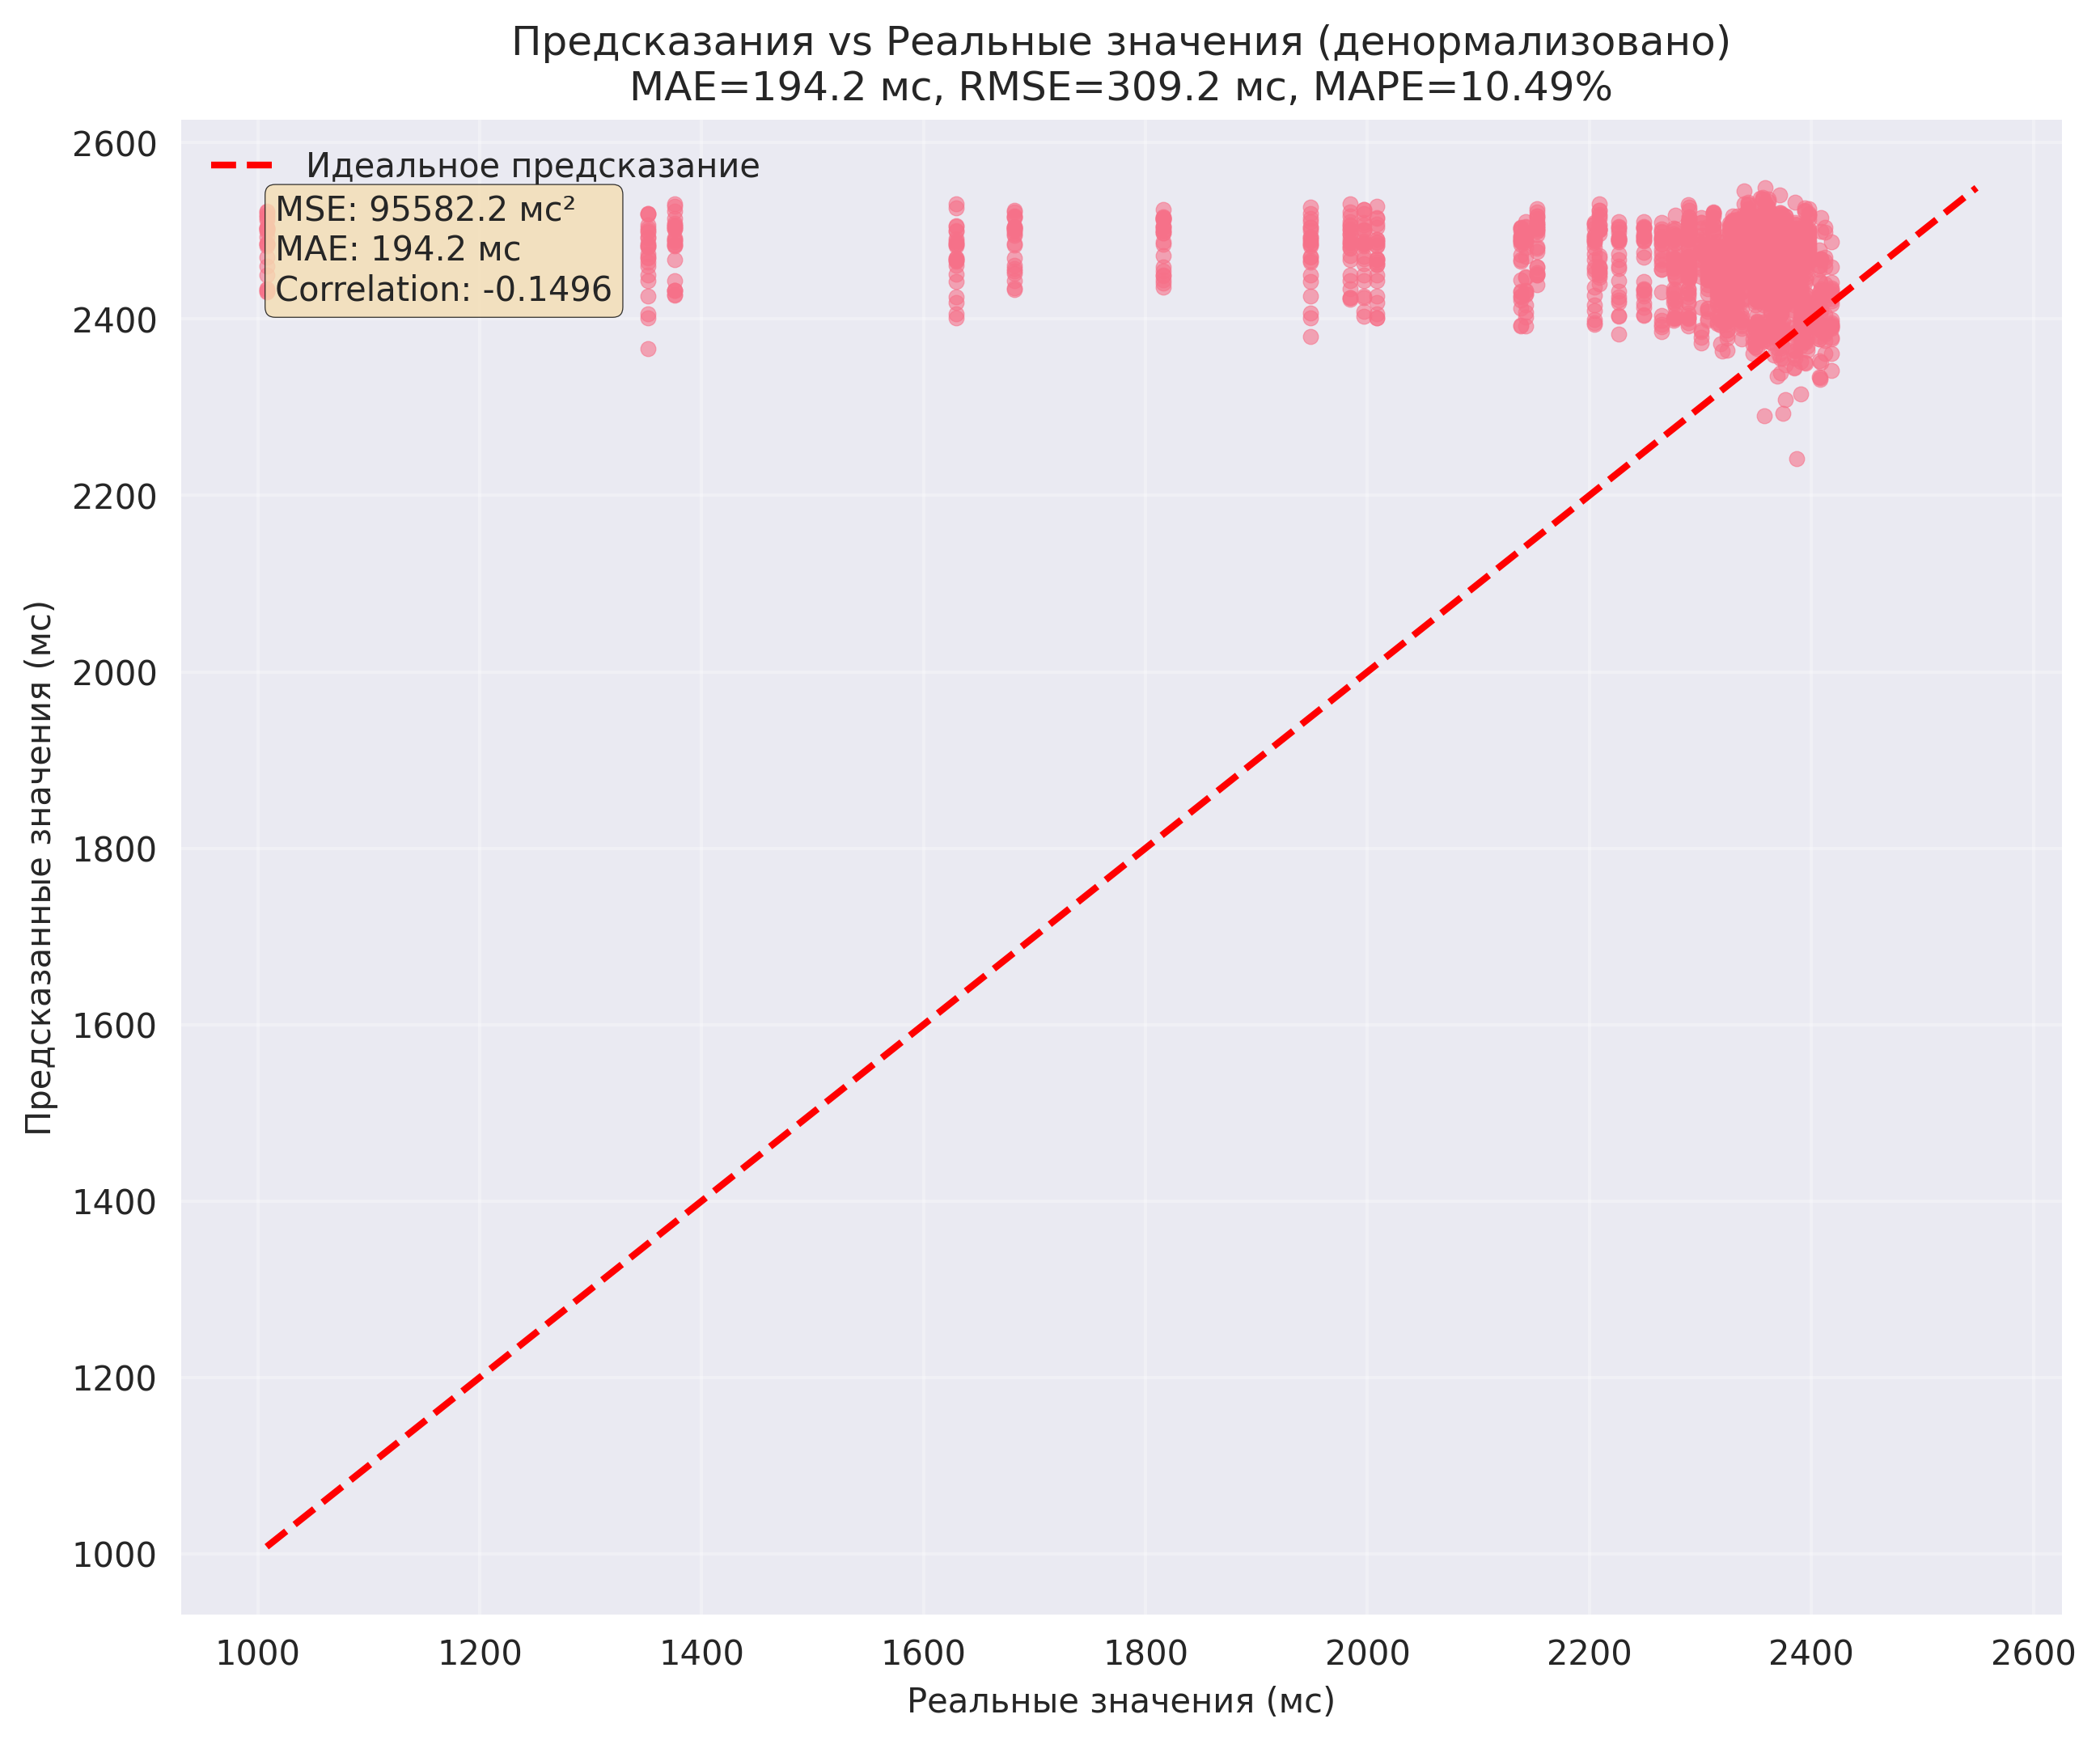 Предсказания vs Реальные значения (денормализовано)
MAE=194.2 мс, RMSE=309.2 мс, MAPE=10.49%
Идеальное предсказание
MSE: 95582.2 мс²
MAE: 194.2 мс
Correlation: -0.1496
Предсказанные значения (мс)
2600
2400
2200
2000
1800
1600
1400
1200
1000
1000 1200 1400 1600 1800 2000 2200 2400 2600
Реальные значения (мс)